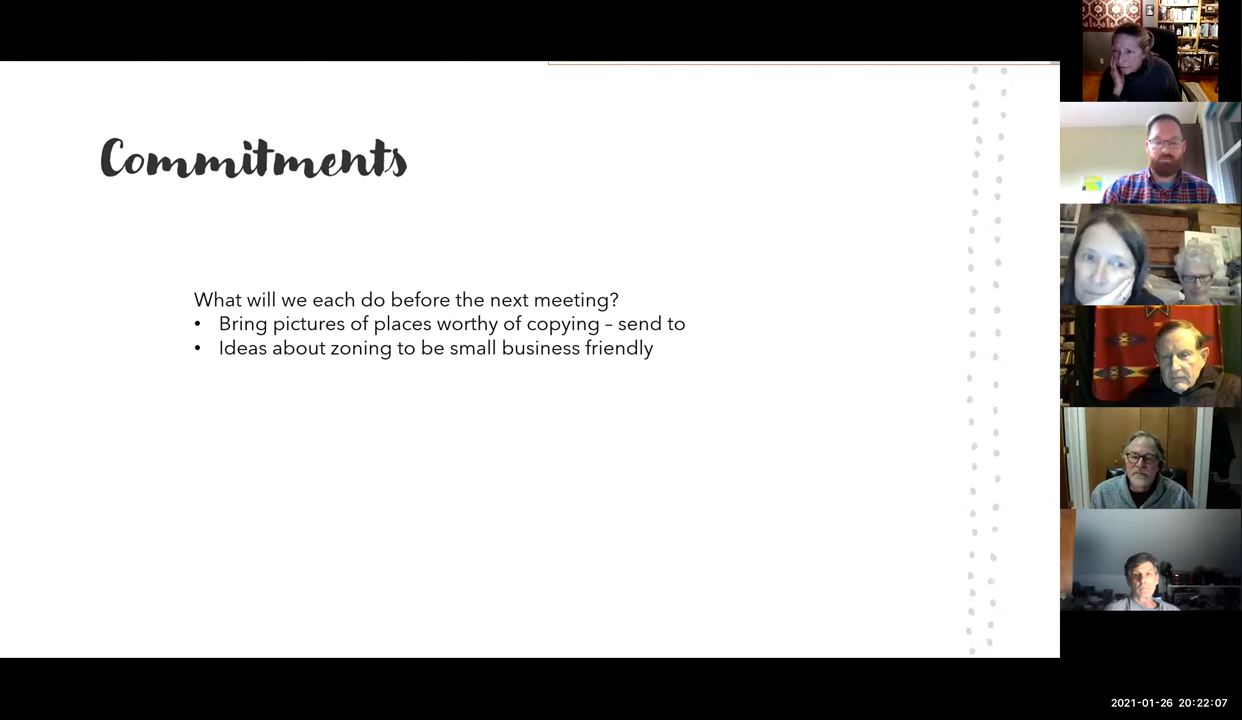 Commitments
What will we each do before the next meeting?
• Bring pictures of places worthy of copying – send to
• Ideas about zoning to be small business friendly
2021-01-26 20:22:07